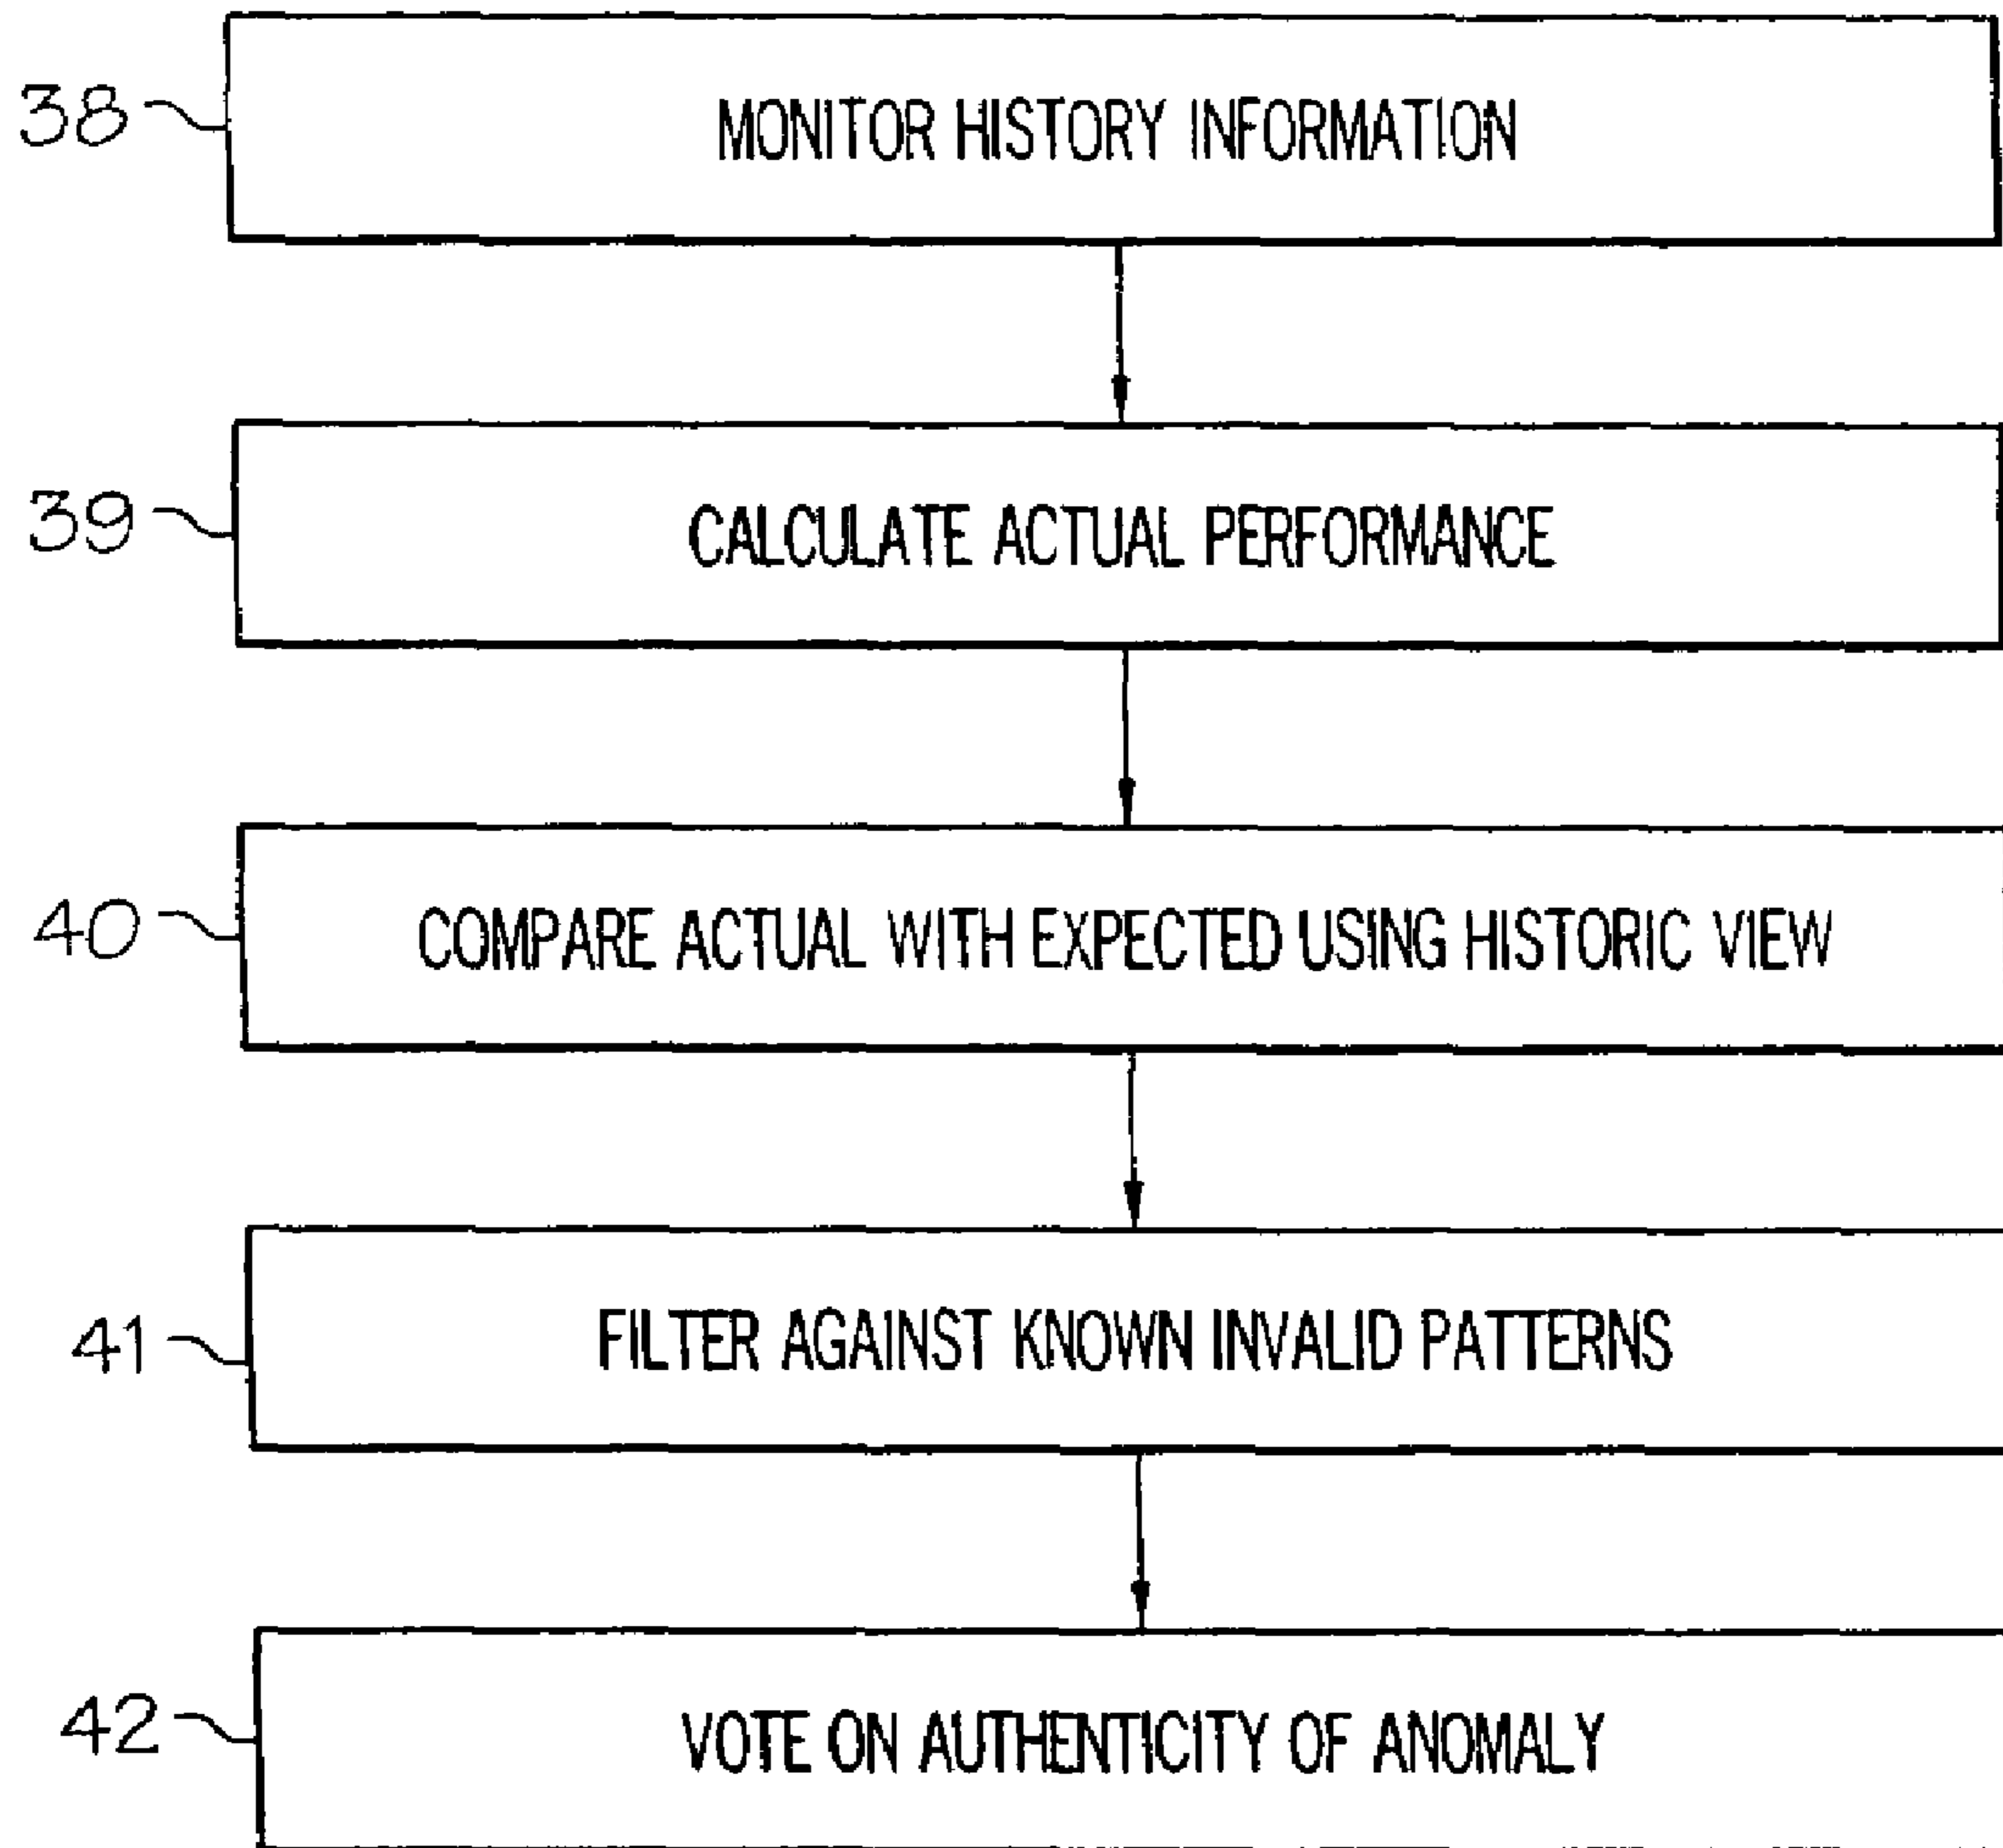 38 MONITOR HISTORY INFORMATION
39 CALCULATE ACTUAL PERFORMANCE
40 COMPARE ACTUAL WITH EXPECTED USING HISTORIC VIEW
41 FILTER AGAINST KNOWN INVALID PATTERNS
42 VOTE ON AUTHENTICITY OF ANOMALY